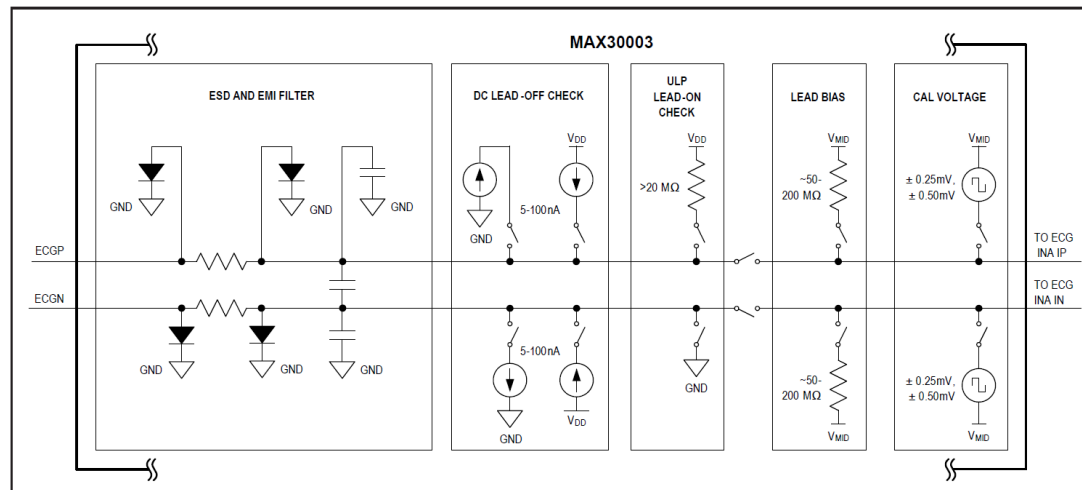 MAX30003
ESD AND EMI FILTER
DC LEAD -OFF CHECK
ULP
LEAD-ON
CHECK
LEAD BIAS
CAL VOLTAGE
VDD
VDD
VMID
VMID
GND
GND
GND
GND
5-100nA
>20 MΩ
~50-
200 MΩ
± 0.25mV,
± 0.50mV
ECGP
TO ECG
INA IP
ECGN
TO ECG
INA IN
GND
GND
GND
5-100nA
GND
VDD
GND
~50-
200 MΩ
VMID
± 0.25mV,
± 0.50mV
VMID